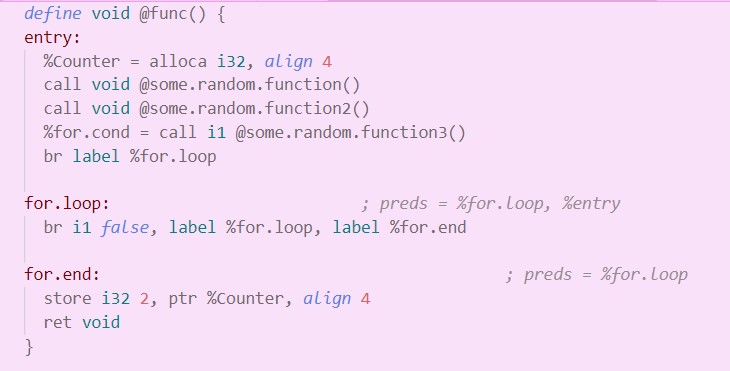 define void @func() {
entry:
%Counter = alloca i32, align 4
call void @some.random.function()
call void @some.random.function2()
%for.cond = call i1 @some.random.function3()
br label %for.loop
for.loop: ; preds = %for.loop, %entry
br i1 false, label %for.loop, label %for.end
for.end: ; preds = %for.loop
store i32 2, ptr %Counter, align 4
ret void
}